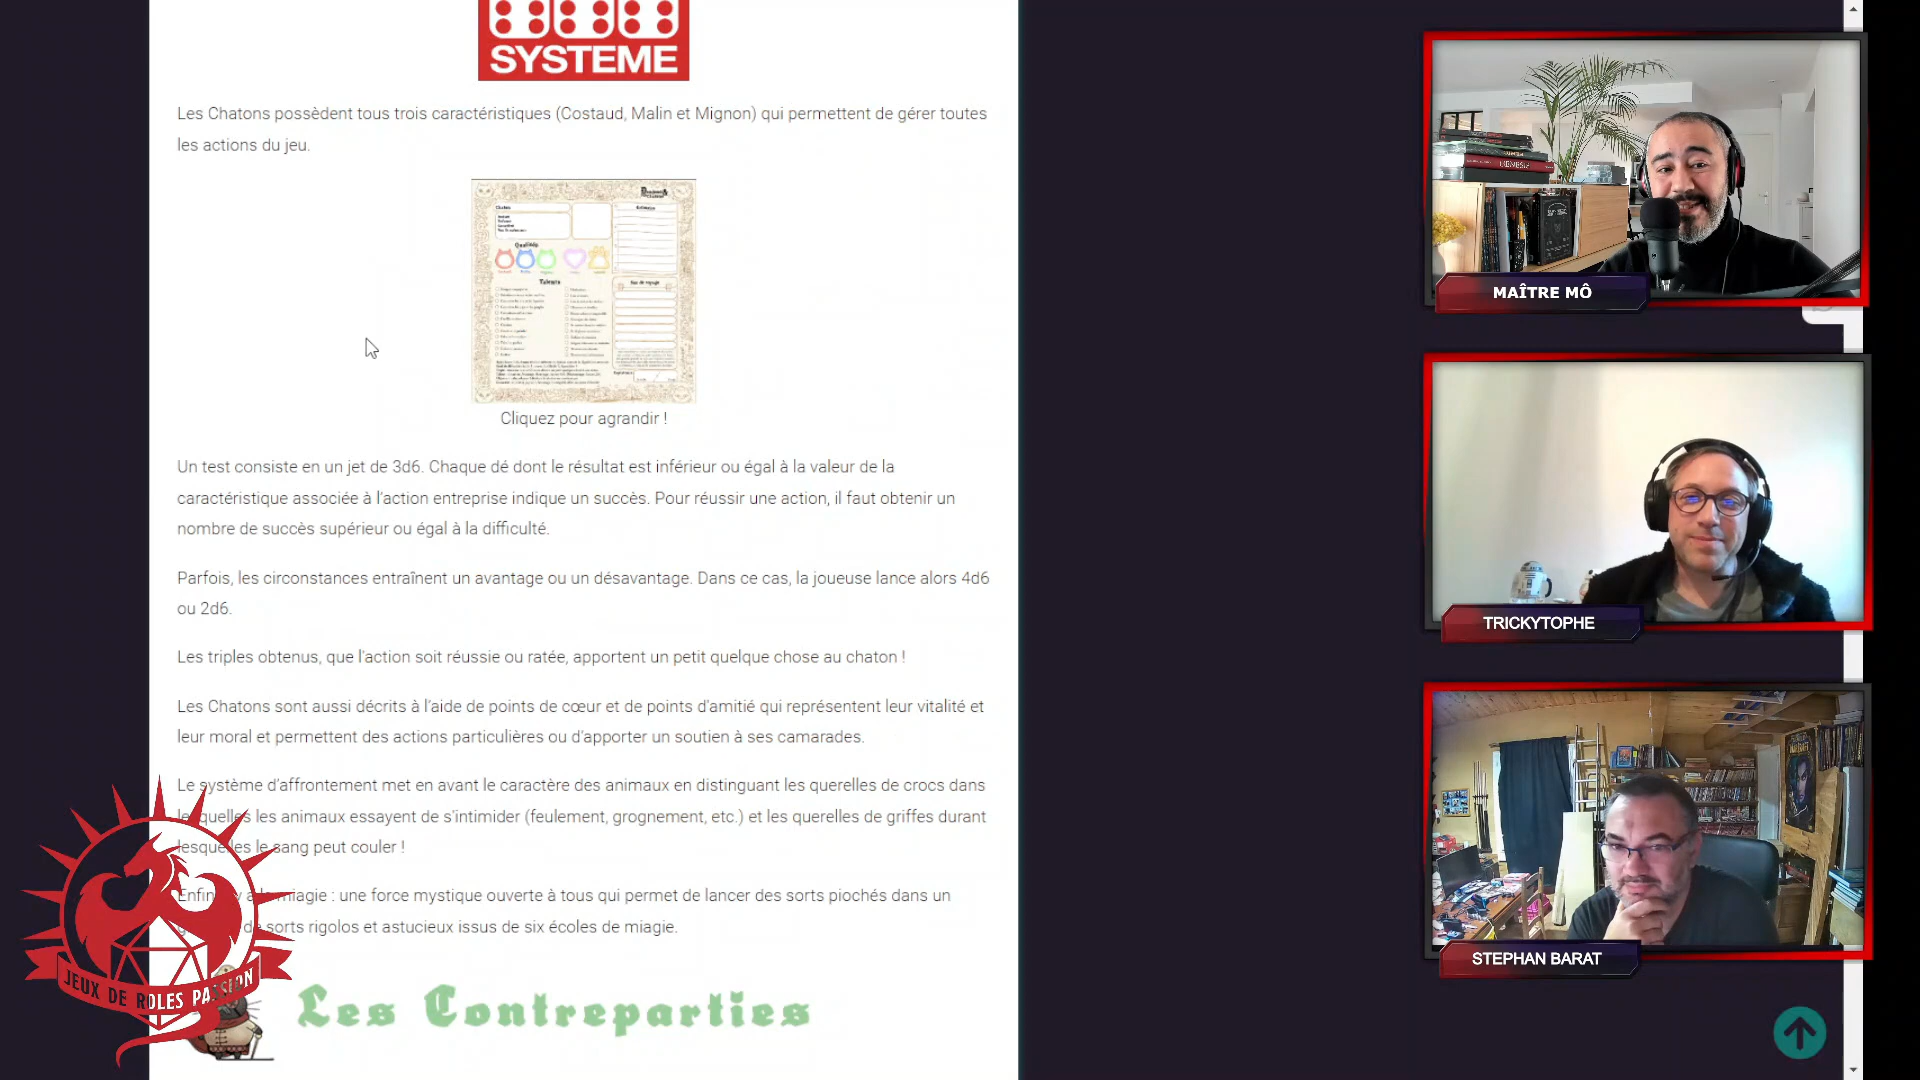 SYSTEME
Les Chatons possèdent tous trois caractéristiques (Costaud, Malin et Mignon) qui permettent de gérer toutes
les actions du jeu.
Cliquez pour agrandir !
Un test consiste en un jet de 3d6. Chaque dé dont le résultat est inférieur ou égal à la valeur de la
caractéristique associée à l'action entreprise indique un succès. Pour réussir une action, il faut obtenir un
nombre de succès supérieur ou égal à la difficulté.
Parfois, les circonstances entraînent un avantage ou un désavantage. Dans ce cas, la joueuse lance alors 4d6
ou 2d6.
Les triples obtenus, que l'action soit réussie ou ratée, apportent un petit quelque chose au chaton !
Les Chatons sont aussi décrits à l'aide de points de cœur et de points d'amitié qui représentent leur vitalité et
leur moral et permettent des actions particulières ou d'apporter un soutien à ses camarades.
Le système d'affrontement met en avant le caractère des animaux en distinguant les querelles de crocs dans
lesquelles les animaux essayent de s'intimider (feulement, grognement, etc.) et les querelles de griffes durant
lesquelles le sang peut couler !
Enfin y a la miagie : une force mystique ouverte à tous qui permet de lancer des sorts piochés dans un
de sorts rigolos et astucieux issus de six écoles de miagie.
Les Contreparties
JEUX DE ROLES PASSION
MAÎTRE MÔ
TRICKYTOPHE
STEPHAN BARAT